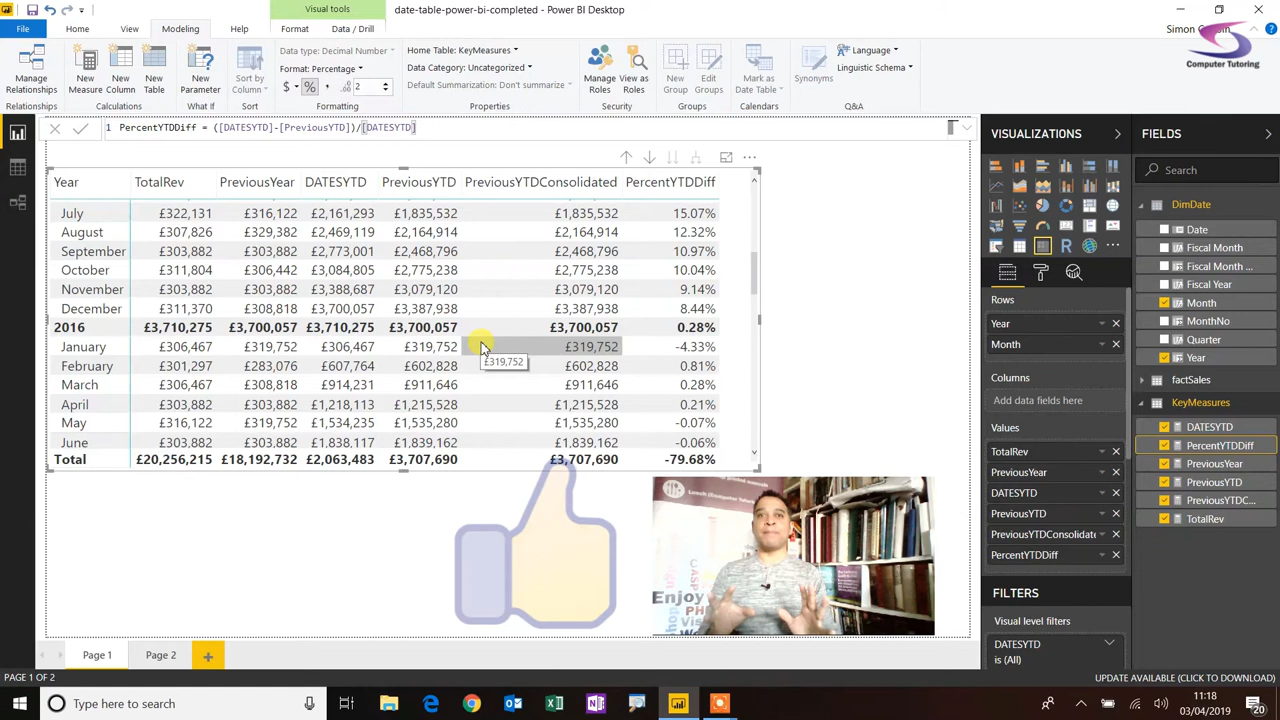 Visual tools
date-table-power-bi-completed - Power BI Desktop
File
Home
View
Modeling
Help
Format
Data / Drill
Simon
Computer Tutoring
Manage Relationships
Relationships
New Measure
New Column
New Table
Calculations
New Parameter
What If
Sort by Column
Sort
Data type: Decimal Number
Format: Percentage
$ % , .00 2
Formatting
Home Table: KeyMeasures
Data Category: Uncategorized
Default Summarization: Don't summarize
Properties
Manage Roles
View as Roles
Security
New Group
Edit Groups
Groups
Mark as Date Table
Calendars
Synonyms
Language
Linguistic Schema
Q&A
1 PercentYTDDiff = ([DATESYTD]-[PreviousYTD])/[DATESYTD]
Year TotalRev PreviousYear DATESYTD PreviousYTD PreviousYTDConsolidated PercentYTDDiff
July £322,131 £316,122 £2,161,293 £1,835,532 £1,835,532 15.07%
August £307,826 £329,382 £2,469,119 £2,164,914 £2,164,914 12.32%
September £303,882 £303,882 £2,773,001 £2,468,796 £2,468,796 10.97%
October £311,804 £306,442 £3,084,805 £2,775,238 £2,775,238 10.04%
November £303,882 £303,882 £3,388,687 £3,079,120 £3,079,120 9.14%
December £311,370 £308,818 £3,700,057 £3,387,938 £3,387,938 8.44%
2016 £3,710,275 £3,700,057 £3,710,275 £3,700,057 £3,700,057 0.28%
January £306,467 £319,752 £306,467 £319,752 £319,752 -4.33%
£319,752
February £301,297 £283,076 £607,764 £602,828 £602,828 0.81%
March £306,467 £308,818 £914,231 £911,646 £911,646 0.28%
April £303,882 £303,882 £1,218,113 £1,215,528 £1,215,528 0.21%
May £316,122 £319,752 £1,534,235 £1,535,280 £1,535,280 -0.07%
June £303,882 £303,882 £1,838,117 £1,839,162 £1,839,162 -0.06%
Total £20,256,215 £18,192,732 £2,063,483 £3,707,690 £3,707,690 -79.68%
Enjoy
VISUALIZATIONS
Rows
Year
Month
Columns
Add data fields here
Values
TotalRev
PreviousYear
DATESYTD
PreviousYTD
PreviousYTDConsolidate
PercentYTDDiff
FILTERS
Visual level filters
DATESYTD
is (All)
FIELDS
Search
DimDate
Date
Fiscal Month
Fiscal Month ...
Fiscal Year
Month
MonthNo
Quarter
Year
factSales
KeyMeasures
DATESYTD
PercentYTDDiff
PreviousYear
PreviousYTD
PreviousYTDC...
TotalRev
Page 1
Page 2
PAGE 1 OF 2
UPDATE AVAILABLE (CLICK TO DOWNLOAD)
Type here to search
11:18
03/04/2019
20